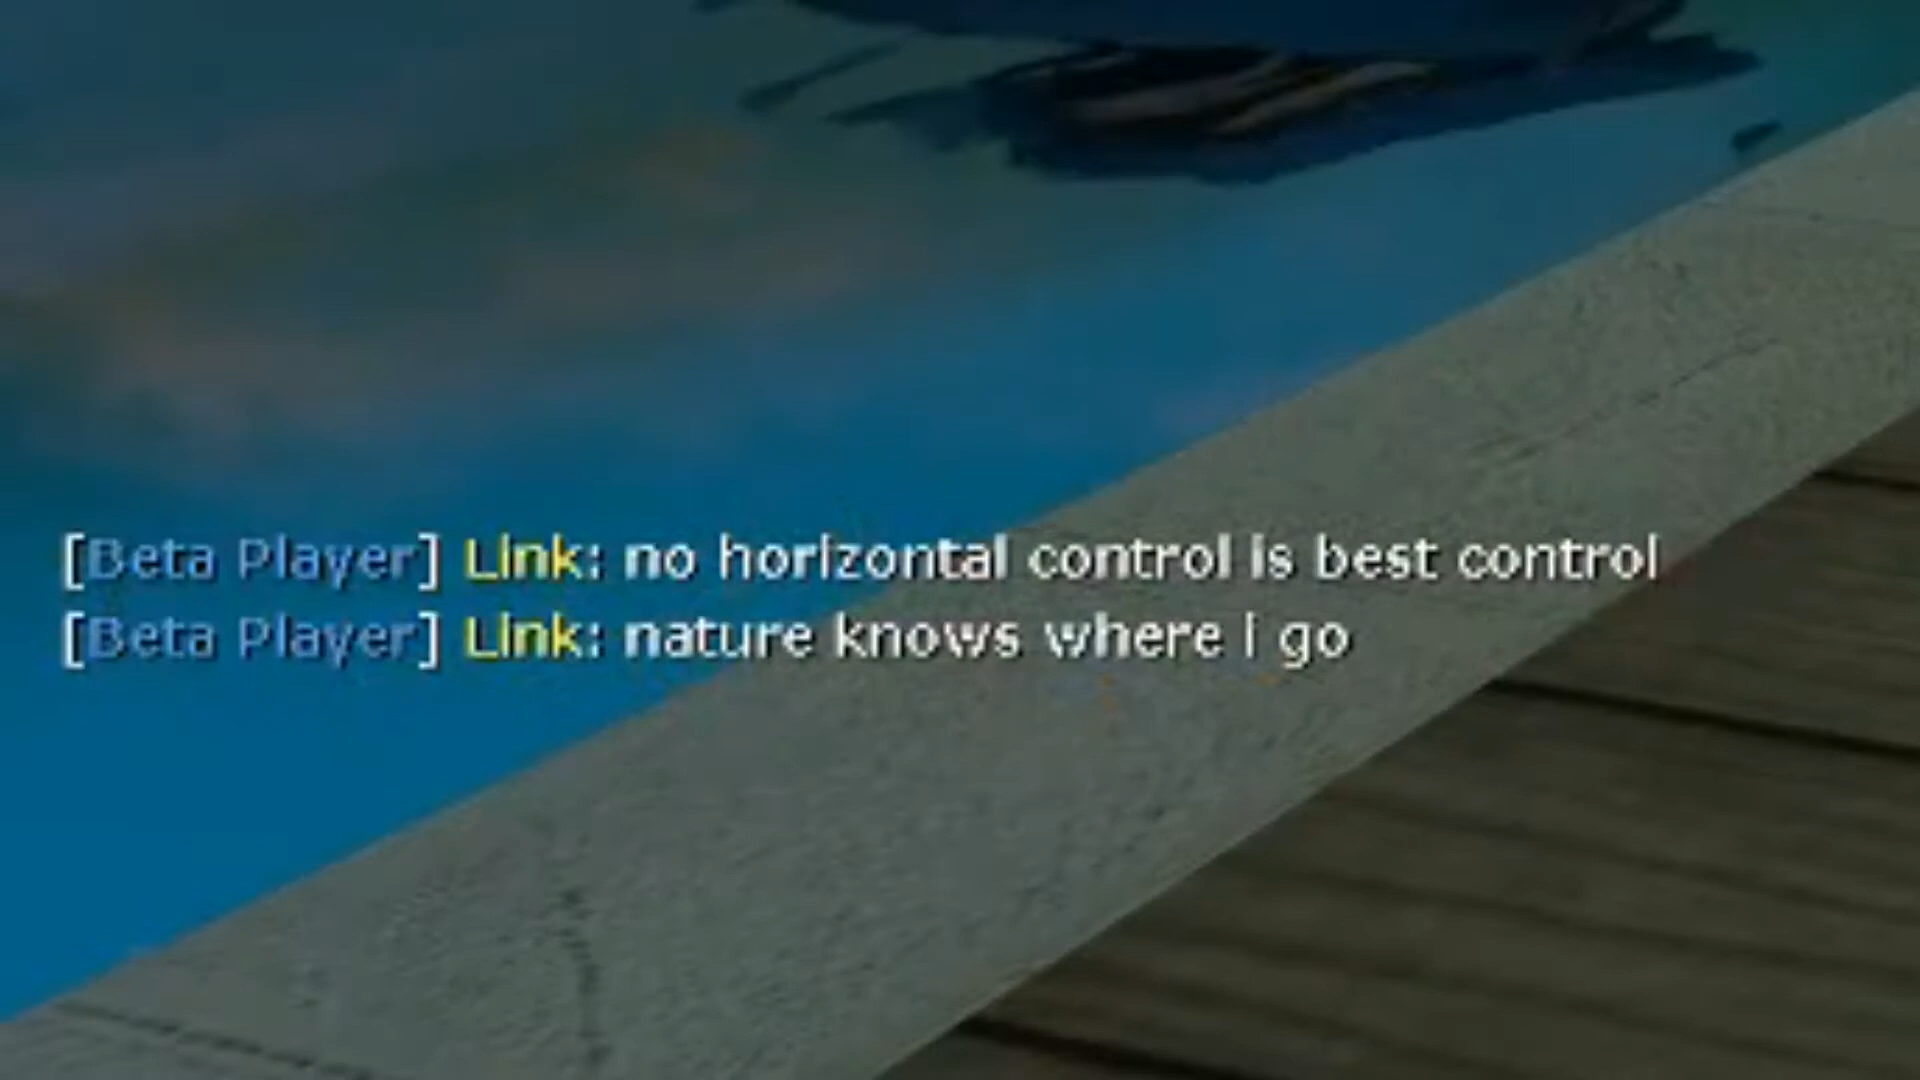 [Beta Player] Link: no horizontal control is best control
[Beta Player] Link: nature knows where i go